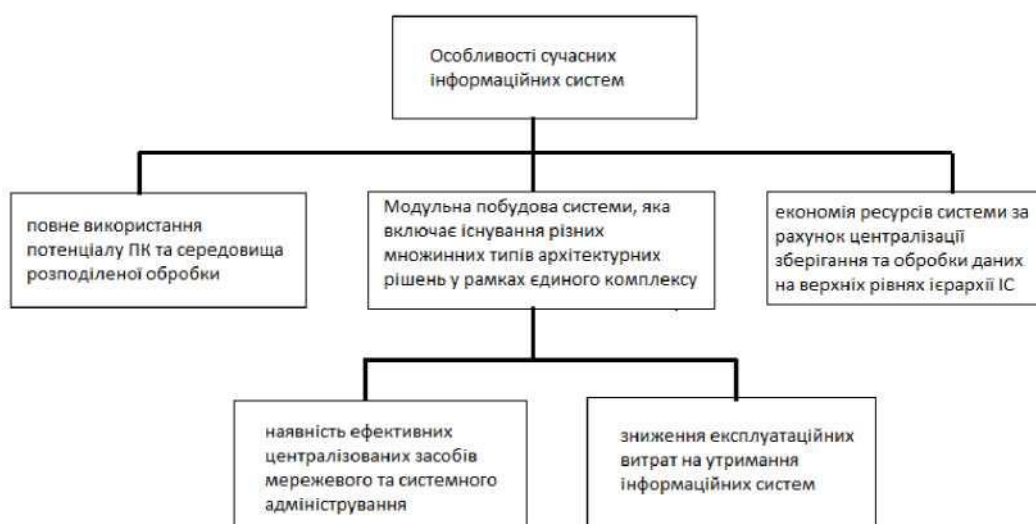 Особливості сучасних
інформаційних систем
повне використання
потенціалу ПК та середовища
розподіленої обробки
Модульна побудова системи, яка
включає існування різних
множинних типів архітектурних
рішень у рамках єдиного комплексу
економія ресурсів системи за
рахунок централізації
зберігання та обробки даних
на верхніх рівнях ієрархії ІС
наявність ефективних
централізованих засобів
мережевого та системного
адміністрування
зниження експлуатаційних
витрат на утримання
інформаційних систем